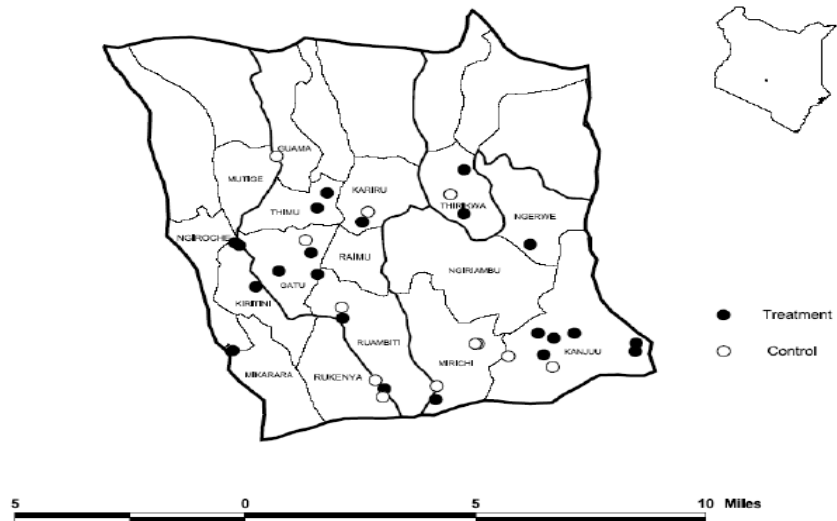 GUAMA
MUTIGE
KARIRU
THIRIKWA
THIMU
NGERWE
NGIROCHE
RAIMU
NGIRIAMBU
GATU
KIRITINI
Treatment
RUAMBITI
Control
MIRICHI
KANJUU
MIKARARA
RUKENYA
5 0 5 10 Miles